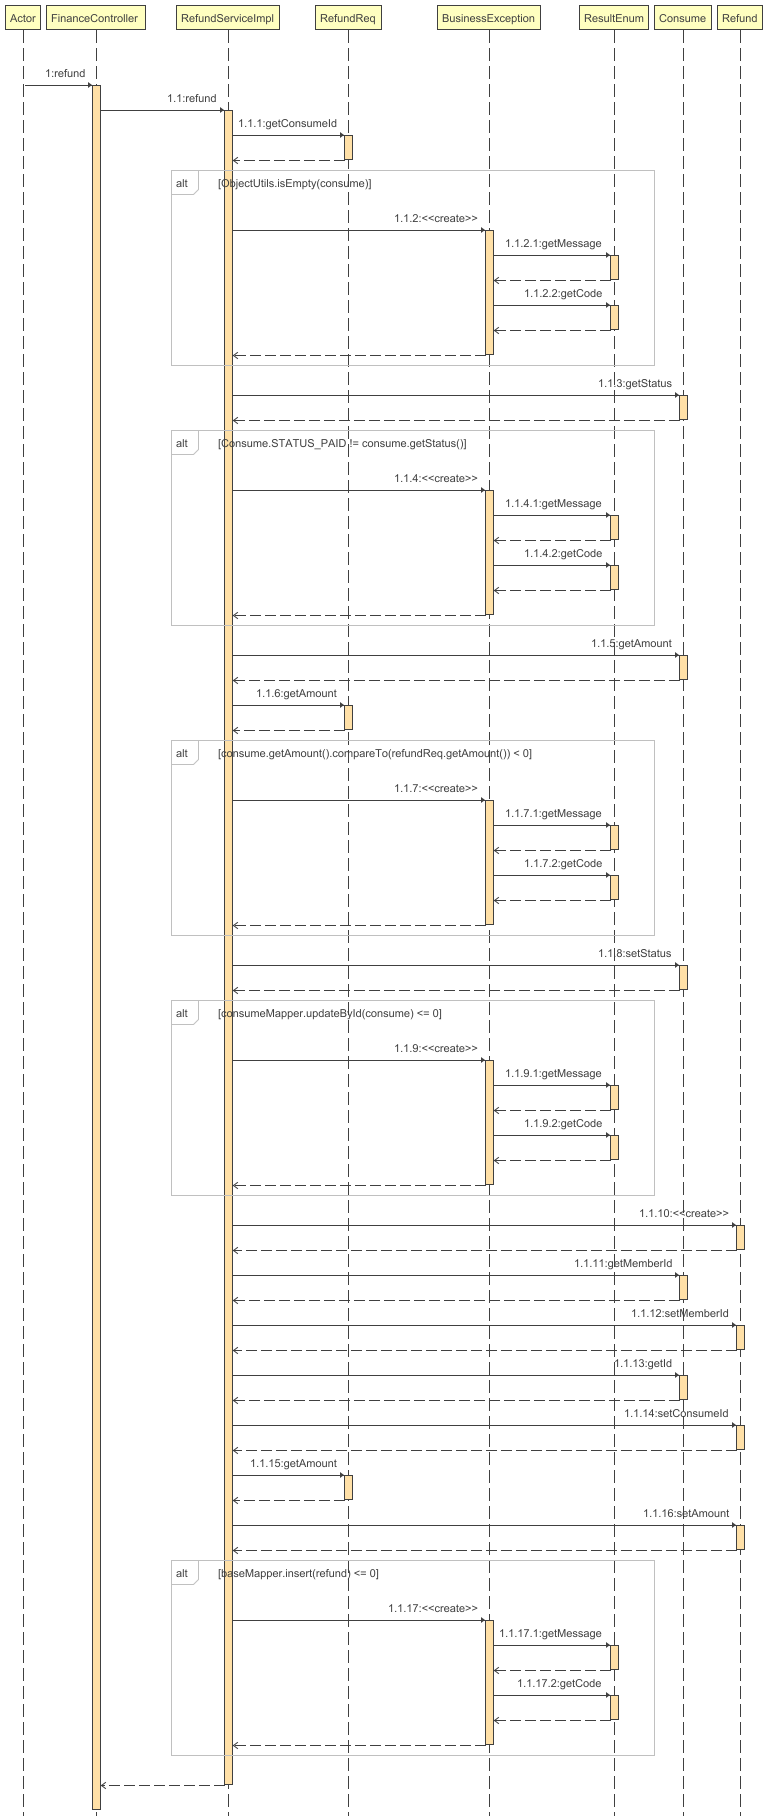 Actor FinanceController RefundServiceImpl RefundReq BusinessException ResultEnum Consume Refund
1:refund
1.1:refund
1.1.1:getConsumeId
alt [ObjectUtils.isEmpty(consume)]
1.1.2:<<create>>
1.1.2.1:getMessage
1.1.2.2:getCode
1.1.3:getStatus
alt [Consume.STATUS_PAID != consume.getStatus()]
1.1.4:<<create>>
1.1.4.1:getMessage
1.1.4.2:getCode
1.1.5:getAmount
1.1.6:getAmount
alt [consume.getAmount().compareTo(refundReq.getAmount()) < 0]
1.1.7:<<create>>
1.1.7.1:getMessage
1.1.7.2:getCode
1.1.8:setStatus
alt [consumeMapper.updateById(consume) <= 0]
1.1.9:<<create>>
1.1.9.1:getMessage
1.1.9.2:getCode
1.1.10:<<create>>
1.1.11:getMemberId
1.1.12:setMemberId
1.1.13:getId
1.1.14:setConsumeId
1.1.15:getAmount
1.1.16:setAmount
alt [baseMapper.insert(refund) <= 0]
1.1.17:<<create>>
1.1.17.1:getMessage
1.1.17.2:getCode